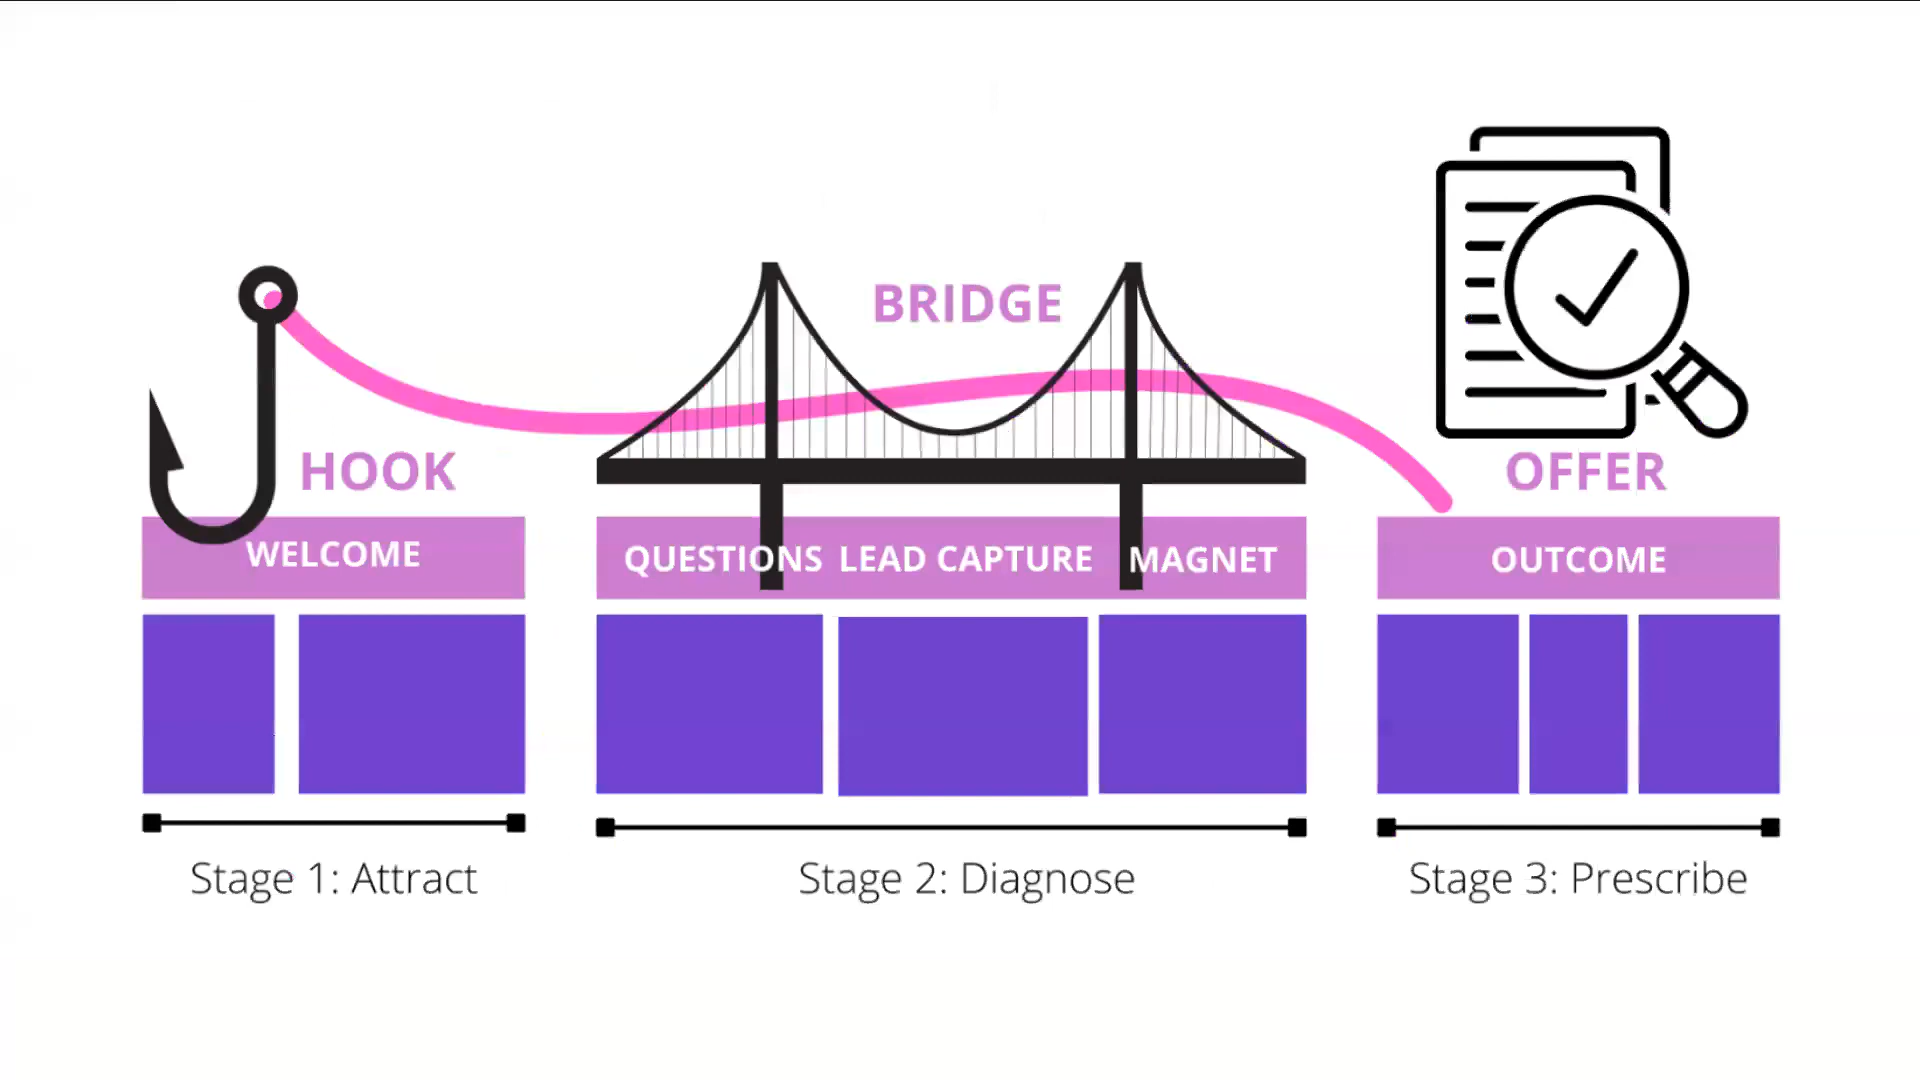 BRIDGE
HOOK
OFFER
WELCOME
QUESTIONS LEAD CAPTURE MAGNET
OUTCOME
Stage 1: Attract
Stage 2: Diagnose
Stage 3: Prescribe